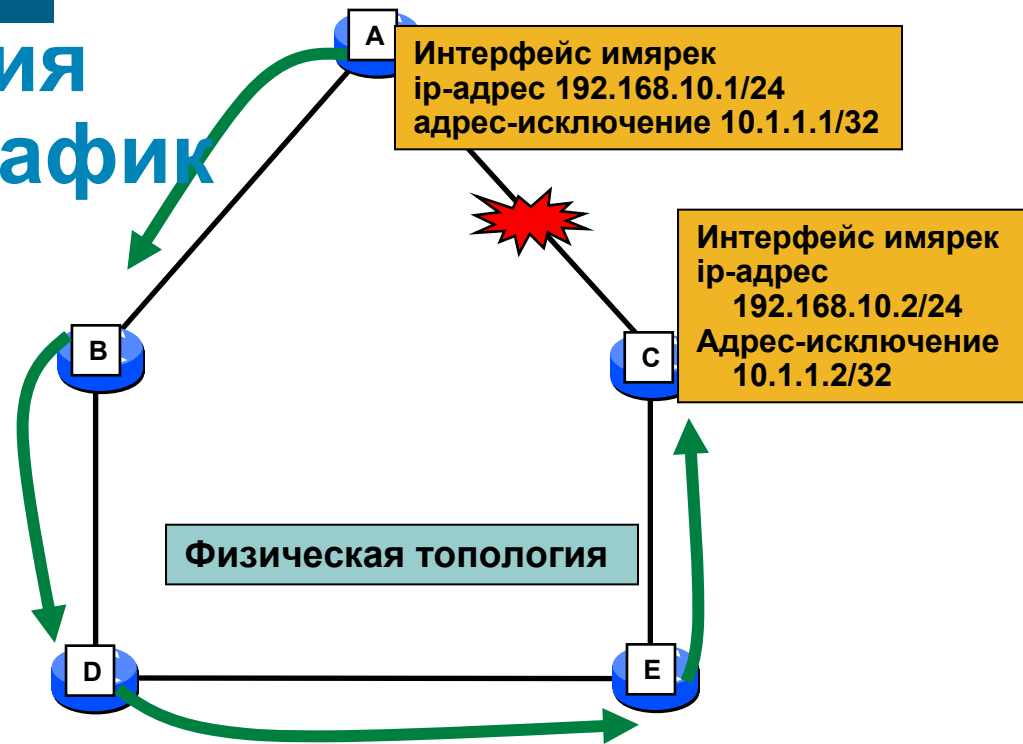 ия
афик
A
Интерфейс имярек
ip-адрес 192.168.10.1/24
адрес-исключение 10.1.1.1/32
Интерфейс имярек
ip-адрес
192.168.10.2/24
Адрес-исключение
10.1.1.2/32
B
C
Физическая топология
D
E